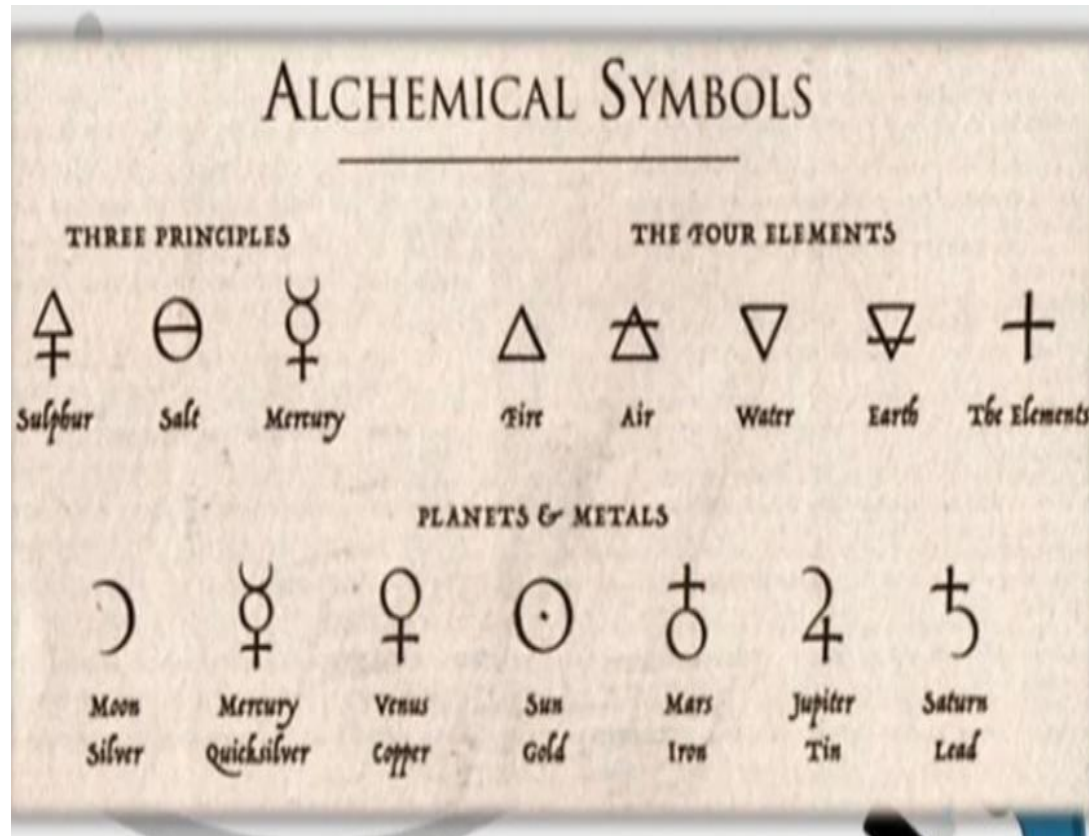 ALCHEMICAL SYMBOLS
THREE PRINCIPLES
THE FOUR ELEMENTS
Sulphur Salt Mercury
Fire Air Water Earth The Elements
PLANETS & METALS
Moon Mercury Venus Sun Mars Jupiter Saturn
Silver Quicksilver Copper Gold Iron Tin Lead